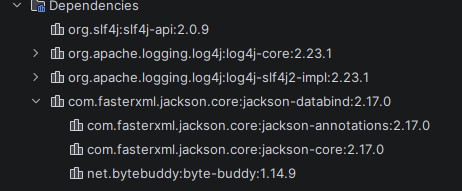 Dependencies
org.slf4j:slf4j-api:2.0.9
org.apache.logging.log4j:log4j-core:2.23.1
org.apache.logging.log4j:log4j-slf4j2-impl:2.23.1
com.fasterxml.jackson.core:jackson-databind:2.17.0
com.fasterxml.jackson.core:jackson-annotations:2.17.0
com.fasterxml.jackson.core:jackson-core:2.17.0
net.bytebuddy:byte-buddy:1.14.9